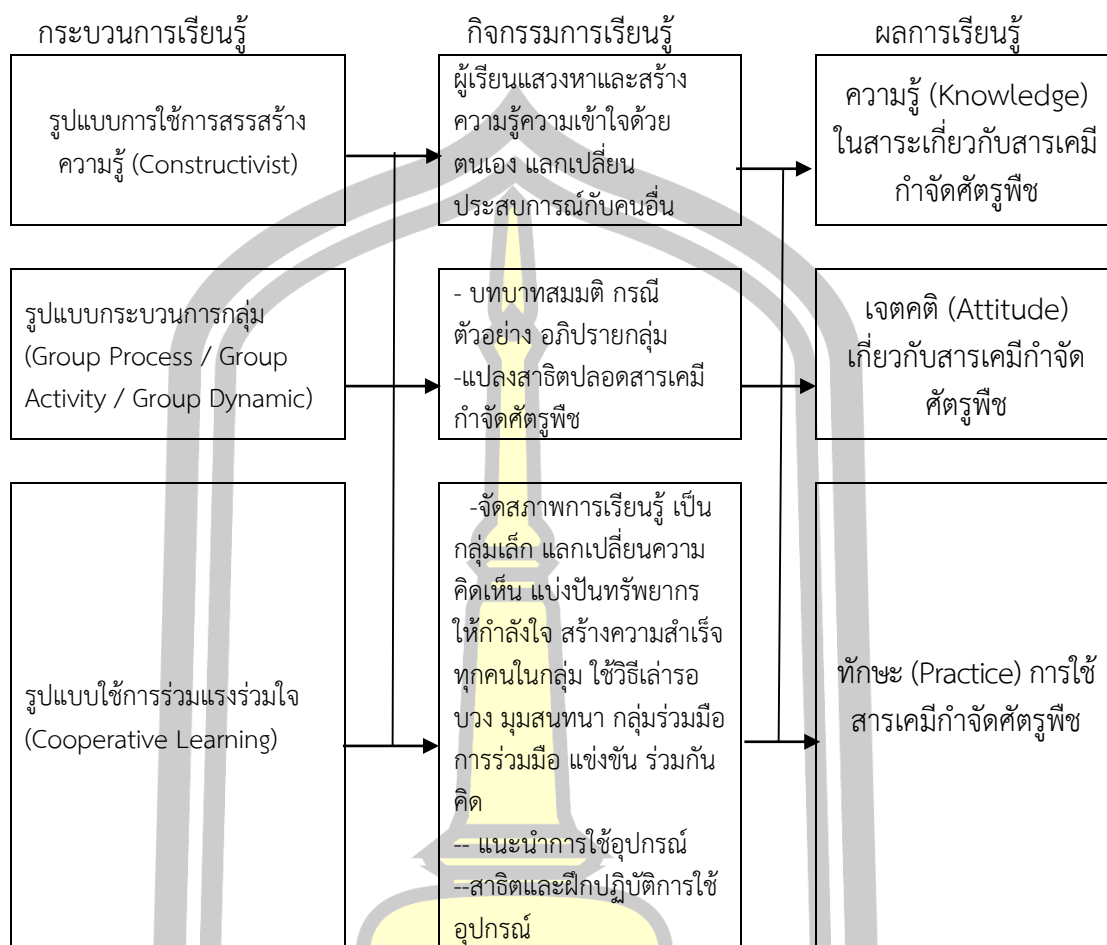 กระบวนการเรียนรู้
กิจกรรมการเรียนรู้
ผลการเรียนรู้
รูปแบบการใช้การสรรสร้าง
ความรู้ (Constructivist)
ผู้เรียนแสวงหาและสร้าง
ความรู้ความเข้าใจด้วย
ตนเอง แลกเปลี่ยน
ประสบการณ์กับคนอื่น
ความรู้ (Knowledge)
ในสาระเกี่ยวกับสารเคมี
กำจัดศัตรูพืช
รูปแบบกระบวนการกลุ่ม
(Group Process / Group
Activity / Group Dynamic)
- บทบาทสมมติ กรณี
ตัวอย่าง อภิปรายกลุ่ม
-แปลงสาธิตปลอดสารเคมี
กำจัดศัตรูพืช
เจตคติ (Attitude)
เกี่ยวกับสารเคมีกำจัด
ศัตรูพืช
รูปแบบใช้การร่วมแรงร่วมใจ
(Cooperative Learning)
-จัดสภาพการเรียนรู้ เป็น
กลุ่มเล็ก แลกเปลี่ยนความ
คิดเห็น แบ่งปันทรัพยากร
ให้กำลังใจ สร้างความสำเร็จ
ทุกคนในกลุ่ม ใช้วิธีเล่ารอ
บวง มุมสนทนา กลุ่มร่วมมือ
การร่วมมือ แข่งขัน ร่วมกัน
คิด
-- แนะนำการใช้อุปกรณ์
--สาธิตและฝึกปฏิบัติการใช้
อุปกรณ์
ทักษะ (Practice) การใช้
สารเคมีกำจัดศัตรูพืช